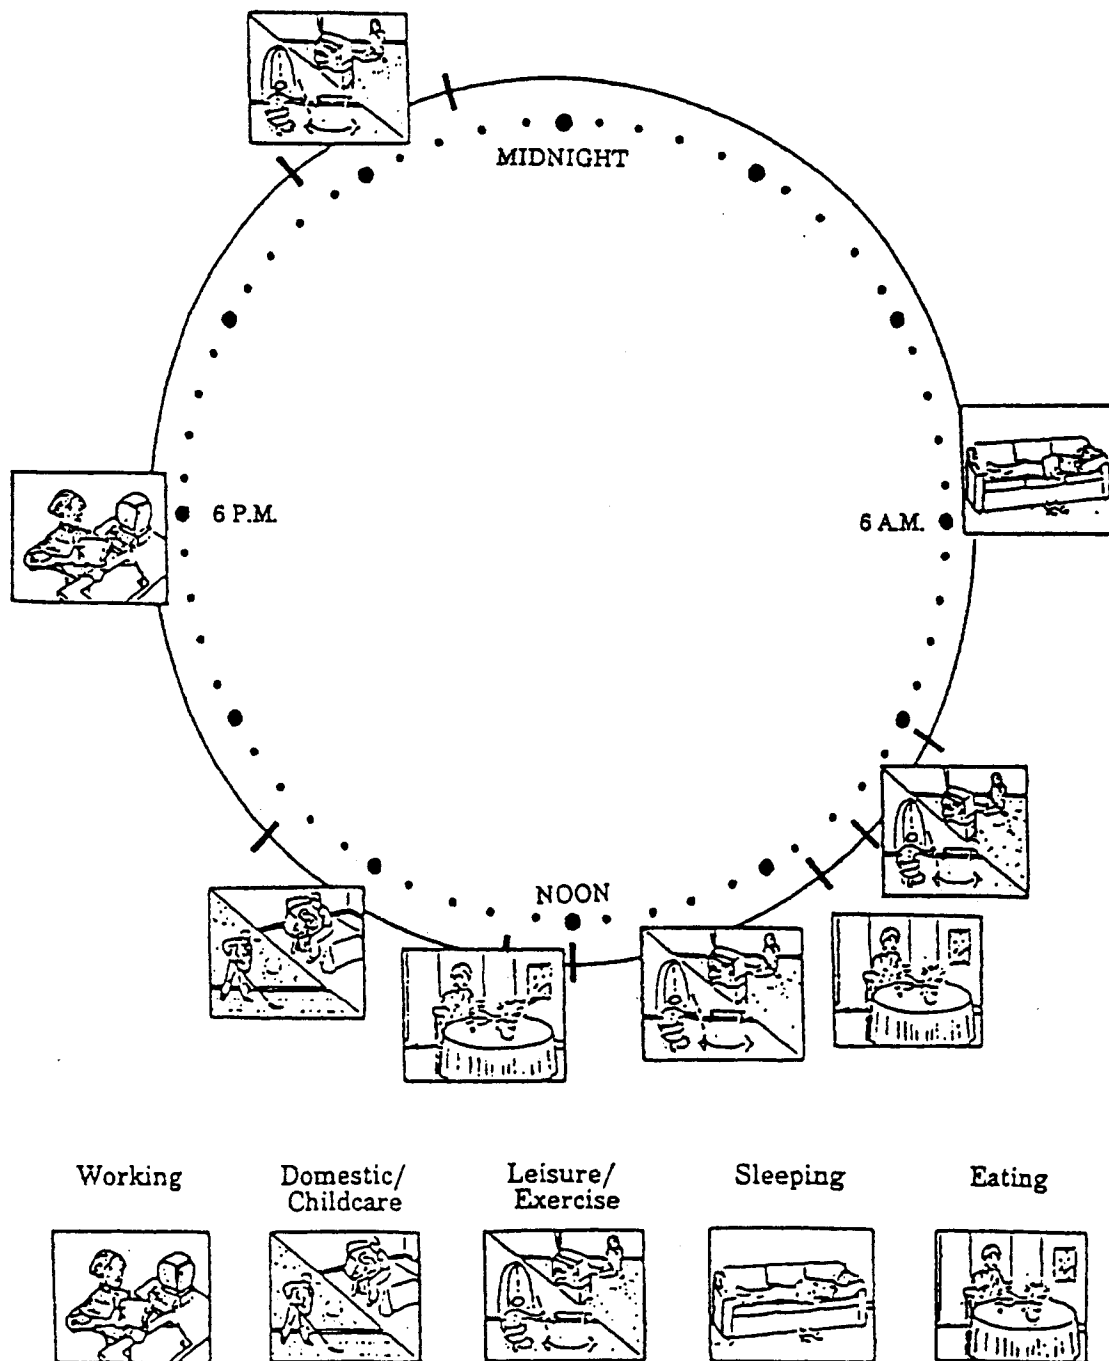 MIDNIGHT
6 P.M.
6 A.M.
NOON
Working
Domestic/
Childcare
Leisure/
Exercise
Sleeping
Eating